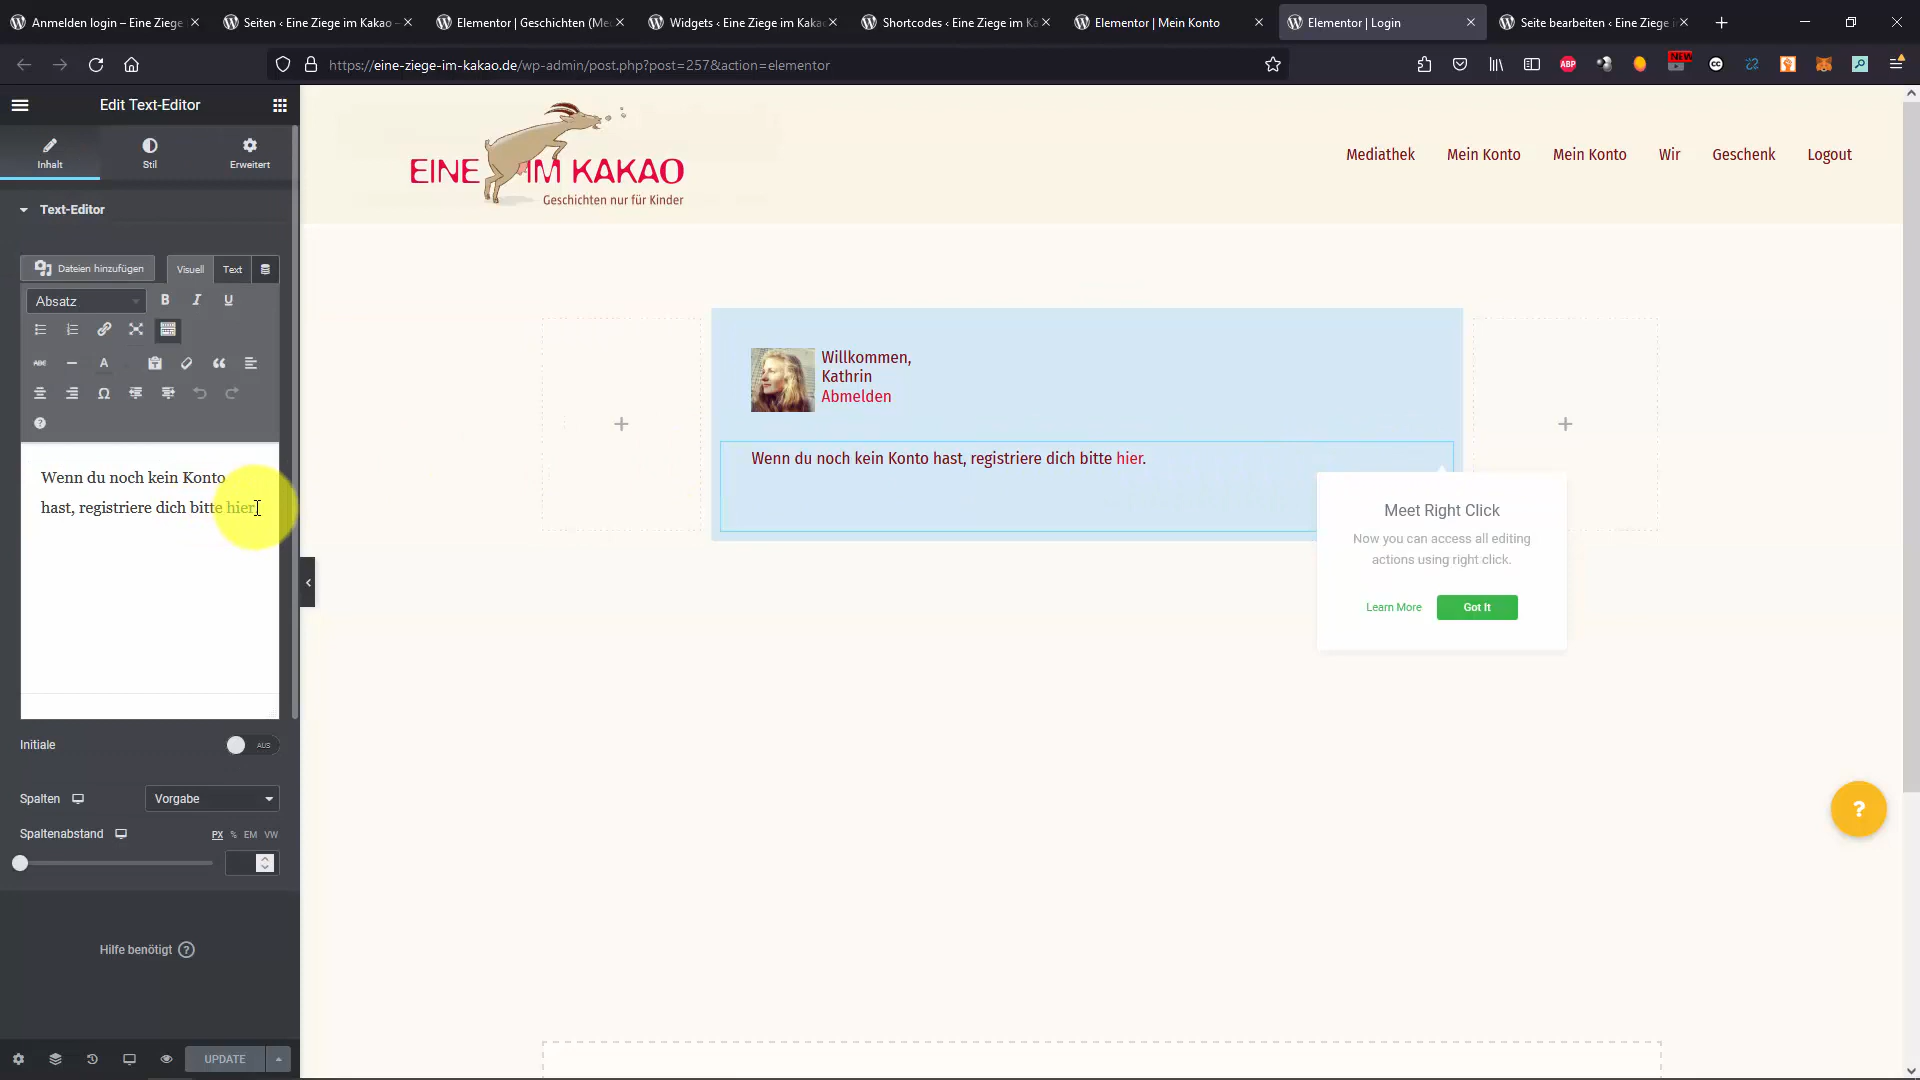 Anmelden login – Eine Ziege
Seiten ‹ Eine Ziege im Kakao –
Elementor | Geschichten (Me
Widgets ‹ Eine Ziege im Kaka
Shortcodes ‹ Eine Ziege im Ka
Elementor | Mein Konto
Elementor | Login
Seite bearbeiten ‹ Eine Ziege i
https://eine-ziege-im-kakao.de/wp-admin/post.php?post=257&action=elementor
ABP
NEW
Edit Text-Editor
Inhalt
Stil
Erweitert
Text-Editor
Dateien hinzufügen
Visuell
Text
Absatz
B I U
ABC
A
Wenn du noch kein Konto
hast, registriere dich bitte hier.
Initiale
AUS
Spalten
Vorgabe
Spaltenabstand
PX % EM VW
Hilfe benötigt ?
UPDATE
EINE IM KAKAO
Geschichten nur für Kinder
Mediathek
Mein Konto
Mein Konto
Wir
Geschenk
Logout
Willkommen,
Kathrin
Abmelden
Wenn du noch kein Konto hast, registriere dich bitte hier.
Meet Right Click
Now you can access all editing
actions using right click.
Learn More
Got It
?